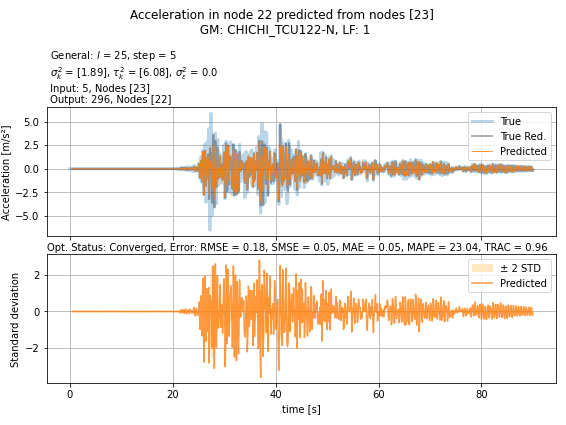 Acceleration in node 22 predicted from nodes [23]
GM: CHICHI_TCU122-N, LF: 1
General: l = 25, step = 5
σ²ₖ = [1.89], τ²ₖ = [6.08], σ²ε = 0.0
Input: 5, Nodes [23]
Output: 296, Nodes [22]
Acceleration [m/s²]
5.0
2.5
0.0
−2.5
−5.0
True
True Red.
Predicted
Opt. Status: Converged, Error: RMSE = 0.18, SMSE = 0.05, MAE = 0.05, MAPE = 23.04, TRAC = 0.96
Standard deviation
2
0
−2
± 2 STD
Predicted
0 20 40 60 80
time [s]